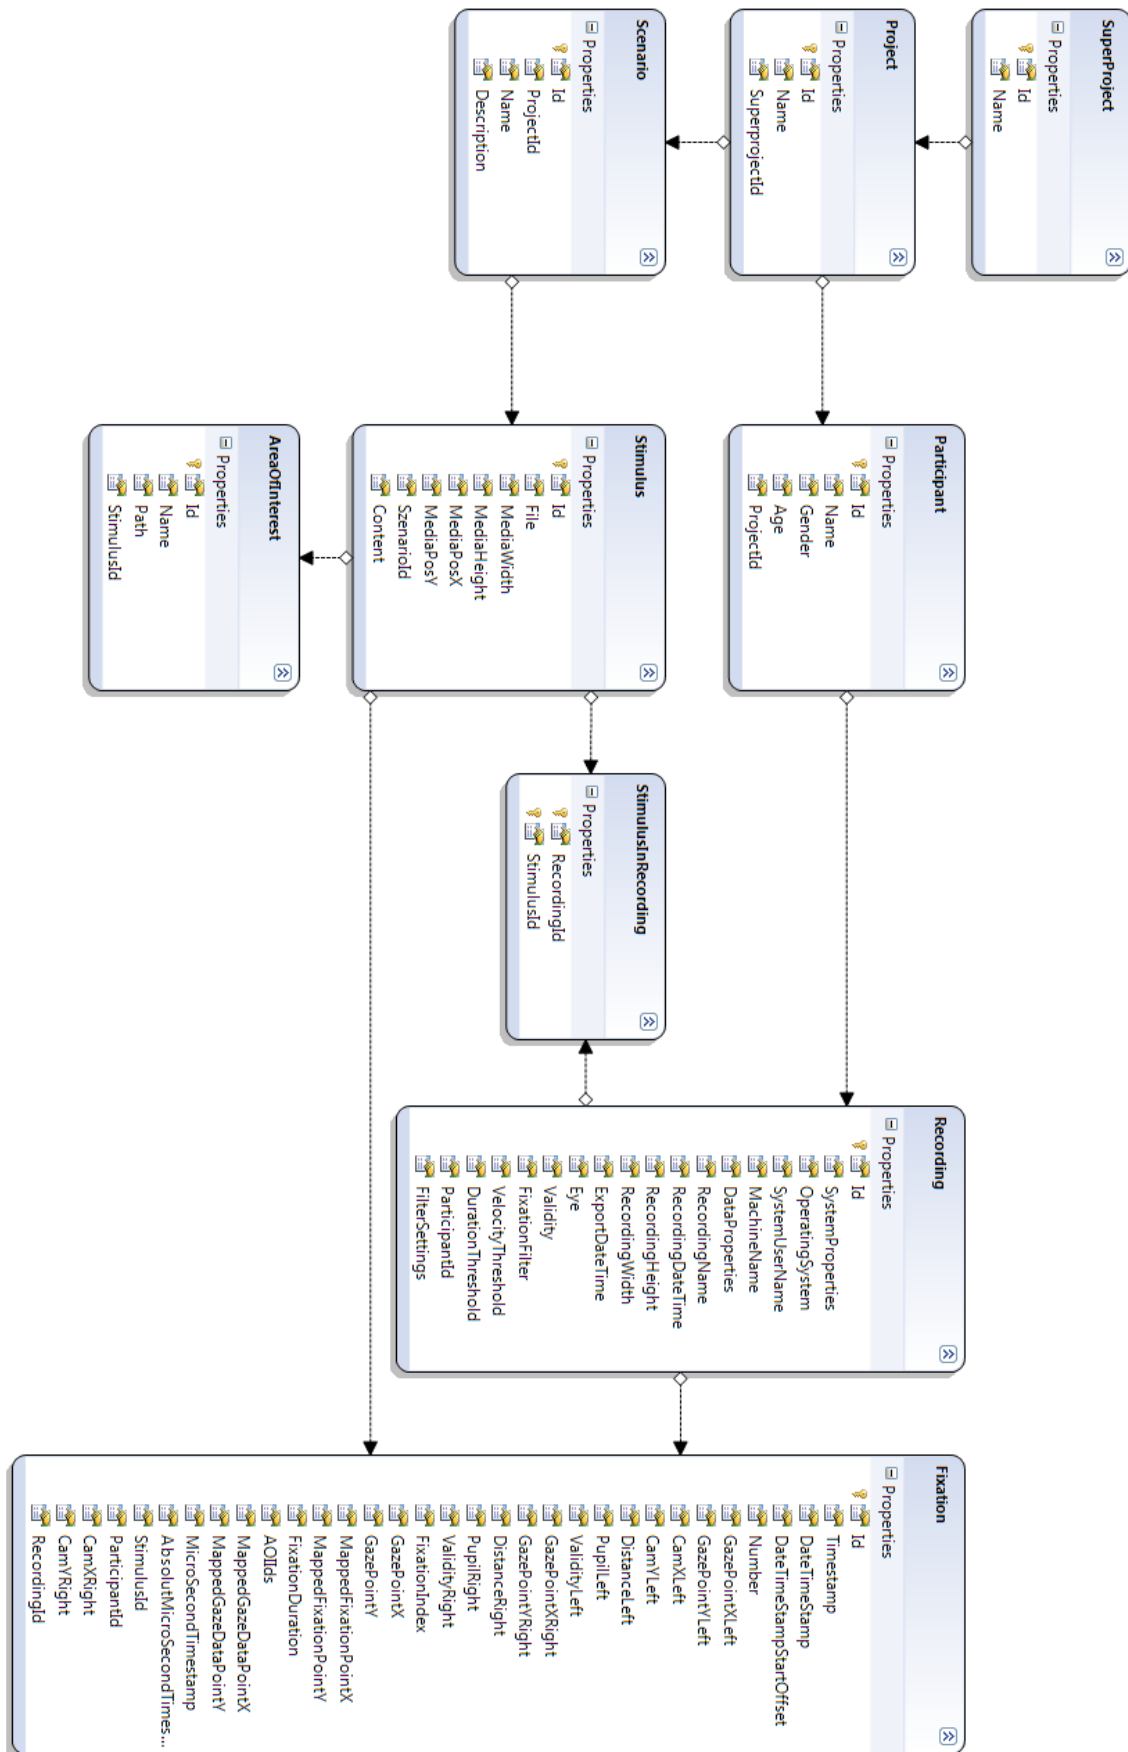 SuperProject
Properties
Id
Name
Project
Properties
Id
Name
SuperprojectId
Scenario
Properties
Id
ProjectId
Name
Description
Participant
Properties
Id
Name
Gender
Age
ProjectId
Stimulus
Properties
Id
File
MediaWidth
MediaHeight
MediaPosX
MediaPosY
SzenarioId
Content
AreaOfInterest
Properties
Id
Name
Path
StimulusId
StimulusInRecording
Properties
RecordingId
StimulusId
Recording
Properties
Id
SystemProperties
OperatingSystem
SystemUserName
MachineName
DataProperties
RecordingName
RecordingDateTime
RecordingHeight
RecordingWidth
ExportDateTime
Eye
Validity
FixationFilter
VelocityThreshold
DurationThreshold
ParticipantId
FilterSettings
Fixation
Properties
Id
Timestamp
DateTimeStamp
DateTimeStampStartOffset
Number
GazePointXLeft
GazePointYLeft
CamXLeft
CamYLeft
DistanceLeft
PupilLeft
ValidityLeft
GazePointXRight
GazePointYRight
DistanceRight
PupilRight
ValidityRight
FixationIndex
GazePointX
GazePointY
MappedFixationPointX
MappedFixationPointY
FixationDuration
AOIIds
MappedGazeDataPointX
MappedGazeDataPointY
MicroSecondTimestamp
AbsolutMicroSecondTimes...
StimulusId
ParticipantId
CamXRight
CamYRight
RecordingId